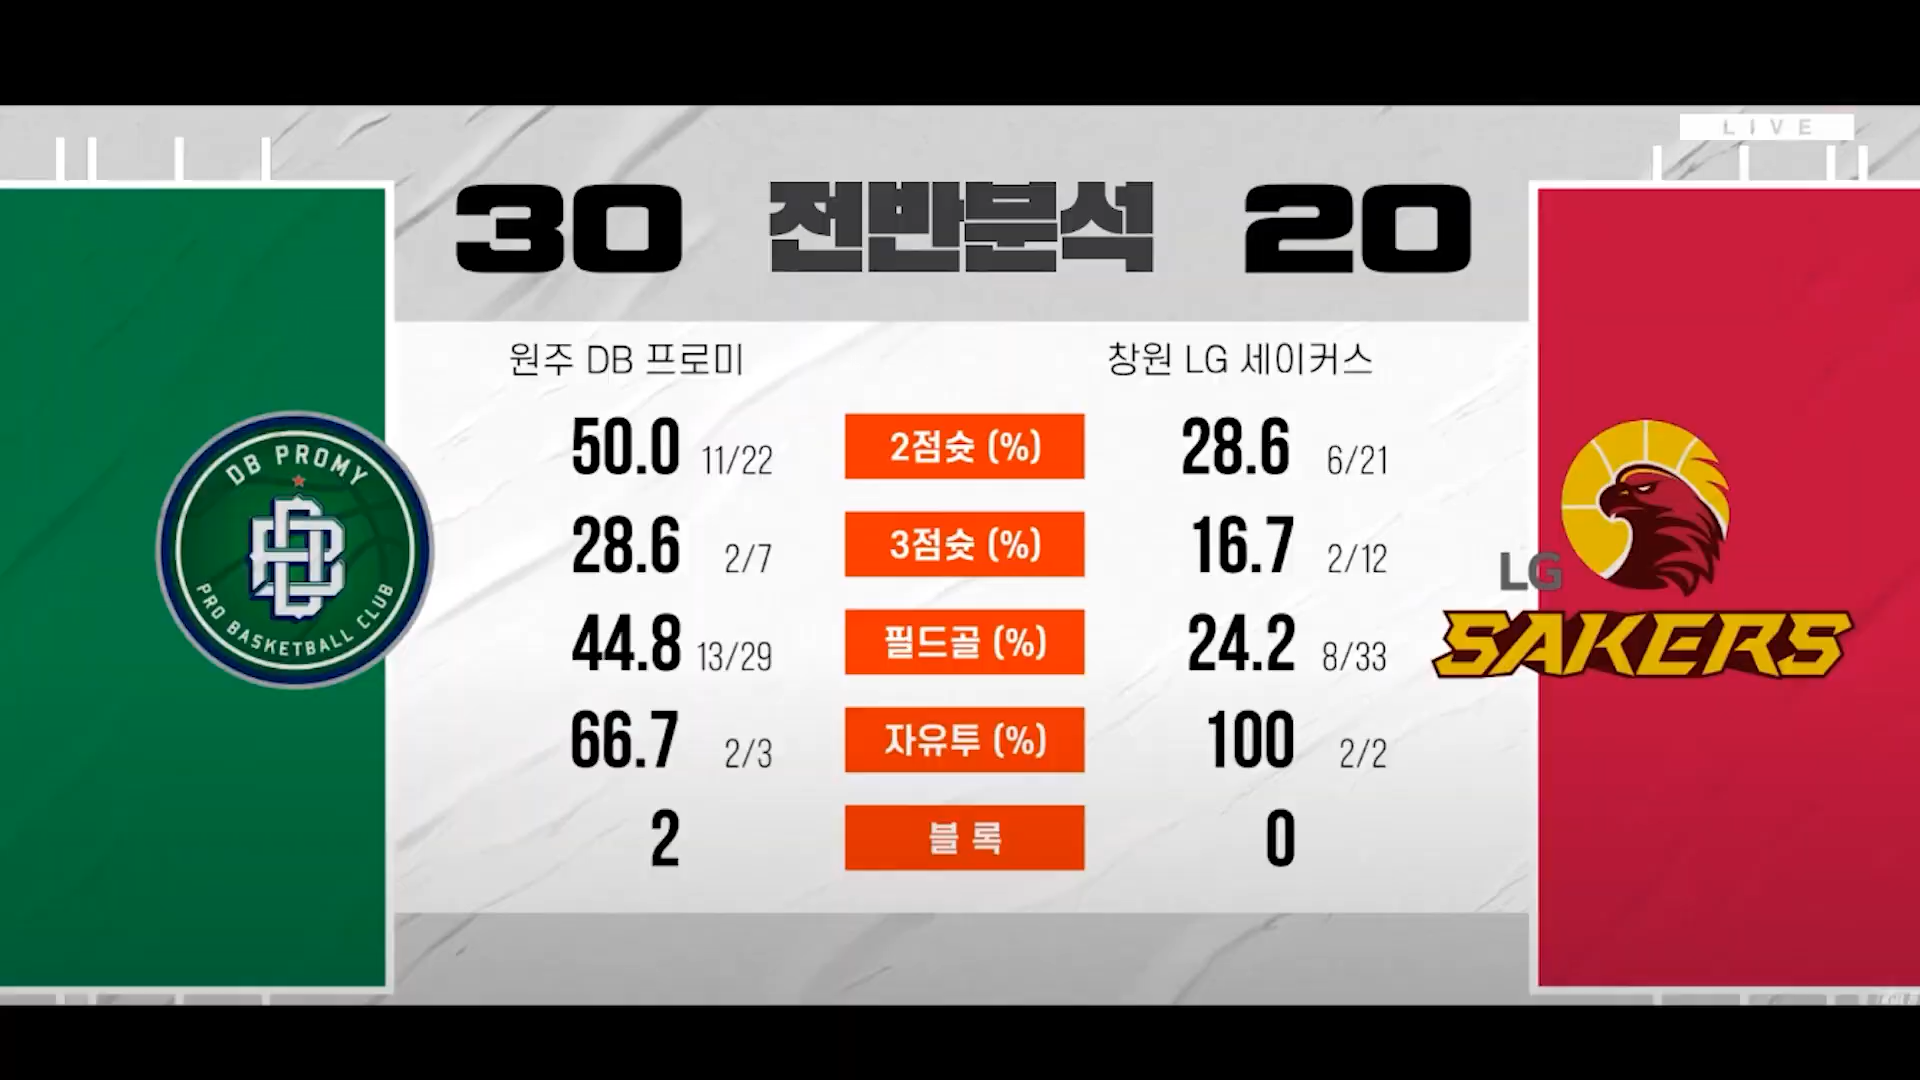 LIVE
30 전반분석 20
원주 DB 프로미 창원 LG 세이커스
50.0 11/22 2점슛 (%) 28.6 6/21
28.6 2/7 3점슛 (%) 16.7 2/12
44.8 13/29 필드골 (%) 24.2 8/33
66.7 2/3 자유투 (%) 100 2/2
2 블록 0
DB PROMY
DB
PRO BASKETBALL CLUB
LG
SAKERS